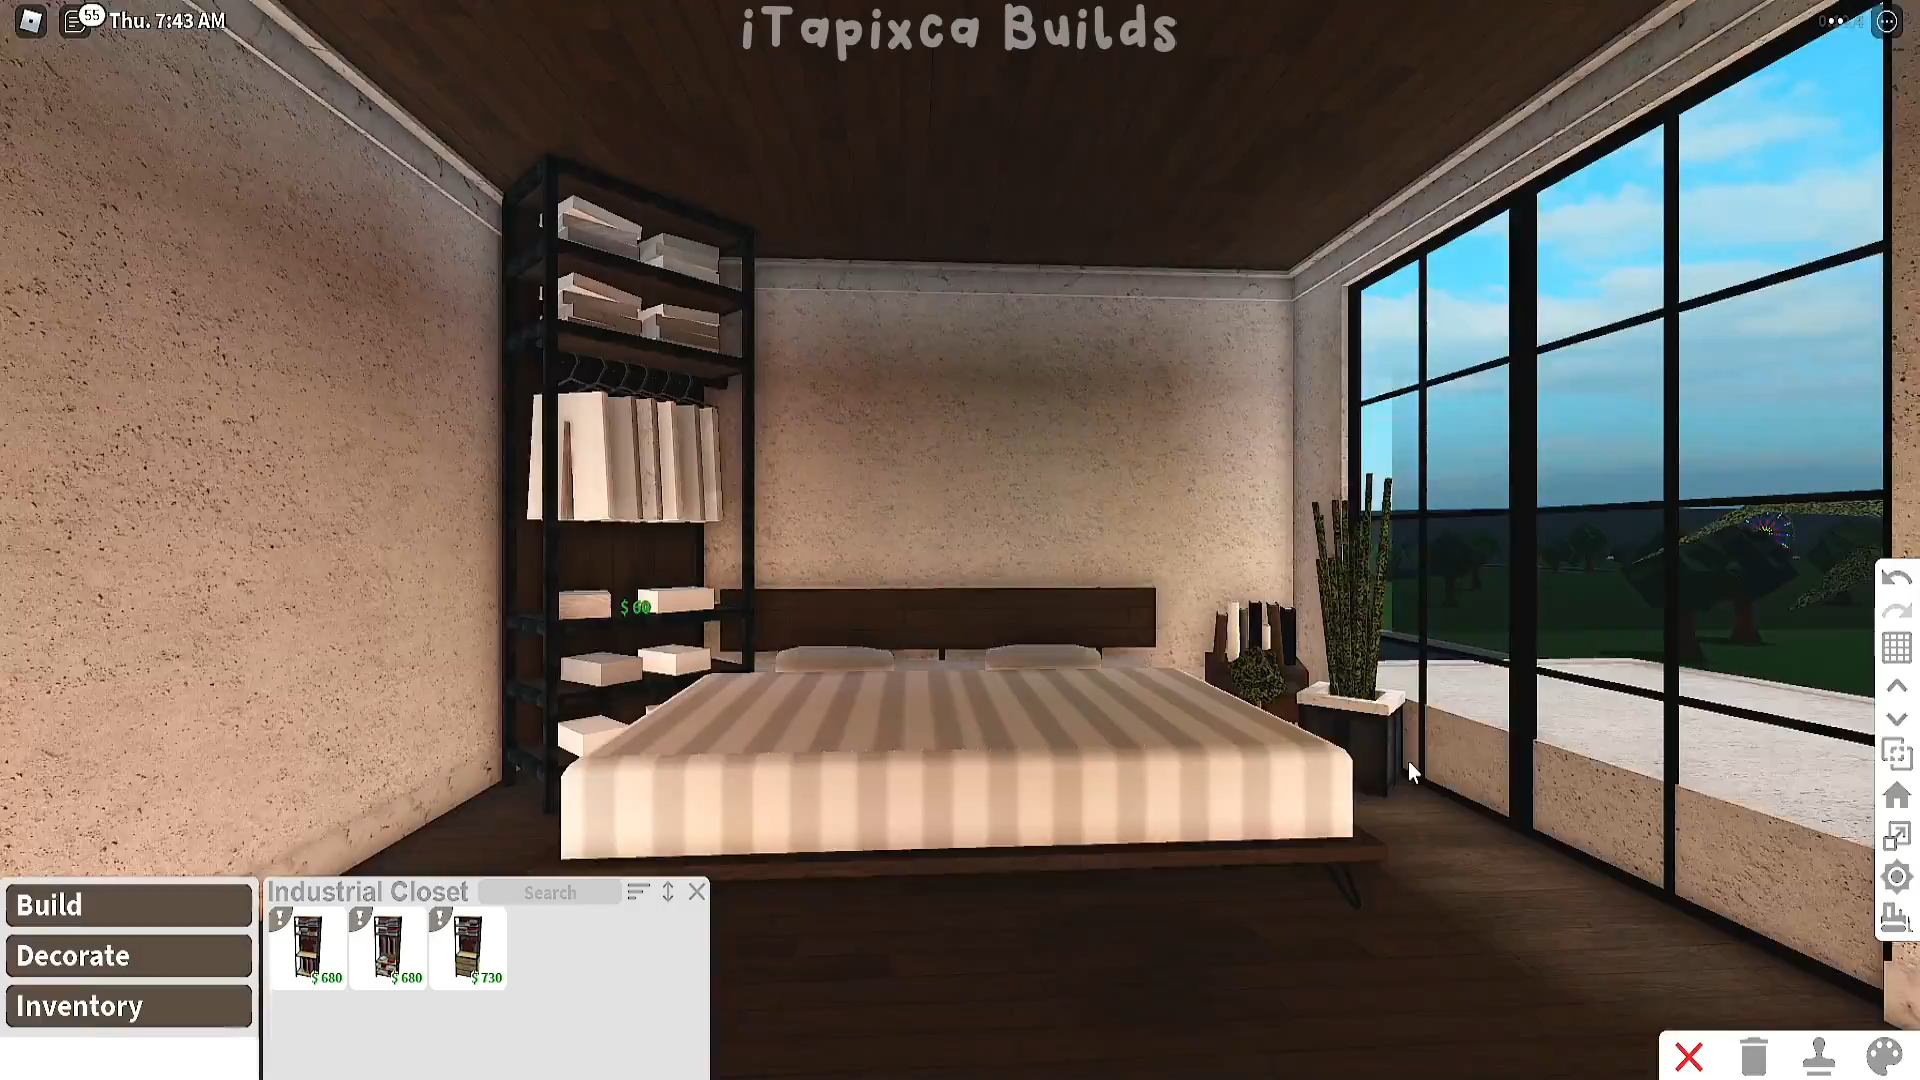 55 Thu. 7:43 AM
iTapixca Builds
$ 60
Build
Decorate
Inventory
Industrial Closet
Search
! ! !
$ 680
$ 680
$ 730